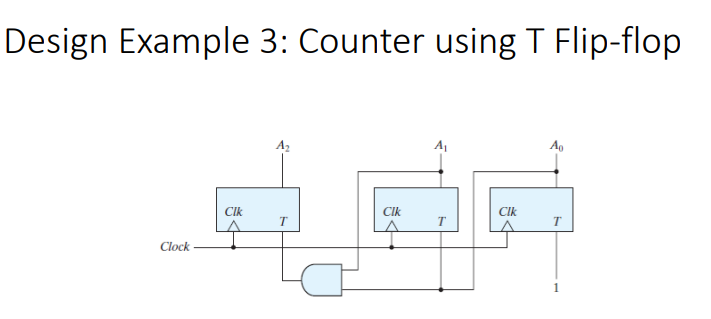 Design Example 3: Counter using T Flip-flop
A₂ A₁ A₀
Clk T Clk T Clk T
Clock
1